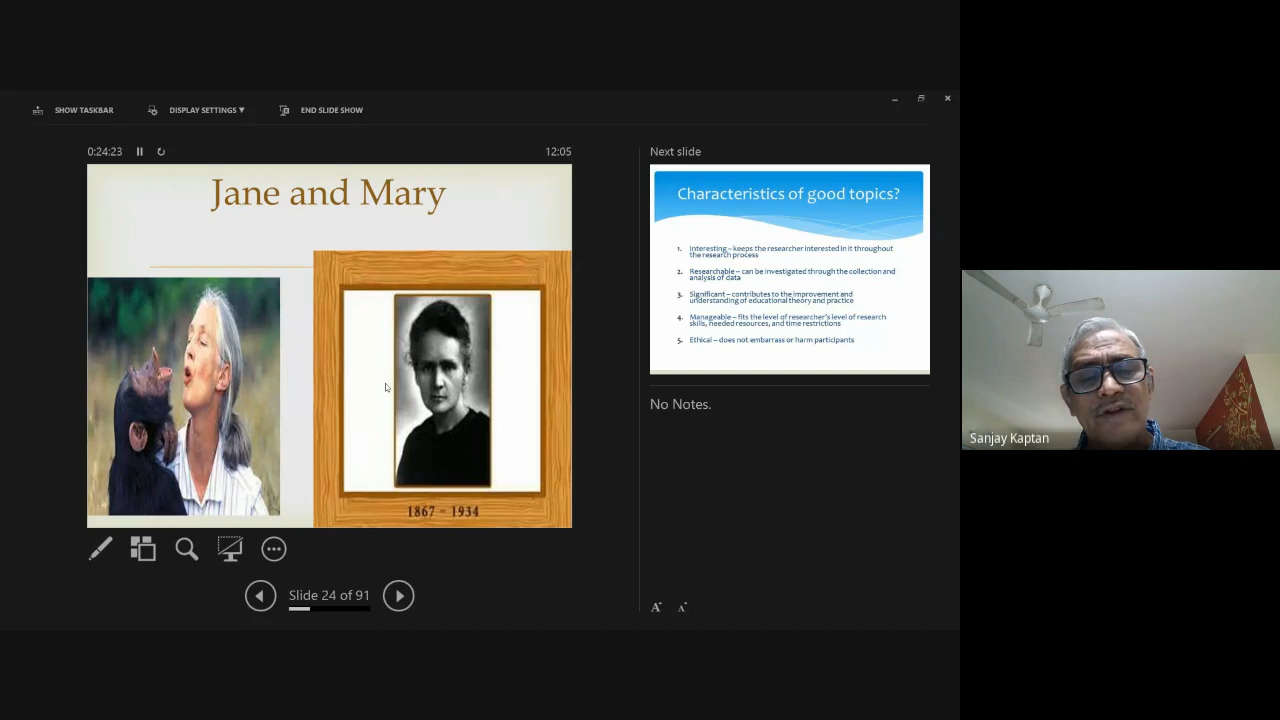 SHOW TASKBAR
DISPLAY SETTINGS ▼
END SLIDE SHOW
0:24:23
12:05
Jane and Mary
1867 - 1934
Slide 24 of 91
Next slide
Characteristics of good topics?
1. Interesting – keeps the researcher interested in it throughout
the research process
2. Researchable – can be investigated through the collection and
analysis of data
3. Significant – contributes to the improvement and
understanding of educational theory and practice
4. Manageable – fits the level of researcher's level of research
skills, needed resources, and time restrictions
5. Ethical – does not embarrass or harm participants
No Notes.
A A
Sanjay Kaptan